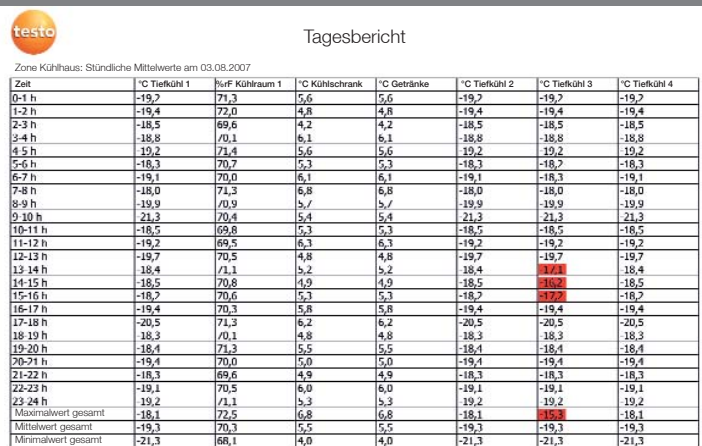 testo
Tagesbericht
Zone Kühlhaus: Stündliche Mittelwerte am 03.08.2007
Zeit °C Tiefkühl 1 %rF Kühlraum 1 °C Kühlschrank °C Getränke °C Tiefkühl 2 °C Tiefkühl 3 °C Tiefkühl 4
0-1 h -19,2 71,3 5,6 5,6 -19,2 -19,2 -19,2
1-2 h -19,4 72,0 4,8 4,8 -19,4 -19,4 -19,4
2-3 h -18,5 69,6 4,2 4,2 -18,5 -18,5 -18,5
3-4 h -18,8 70,1 6,1 6,1 -18,8 -18,8 -18,8
4-5 h -19,2 71,4 5,6 5,6 -19,2 -19,2 -19,2
5-6 h -18,3 70,7 5,3 5,3 -18,3 -18,2 -18,3
6-7 h -19,1 70,0 6,1 6,1 -19,1 -18,3 -19,1
7-8 h -18,0 71,3 6,8 6,8 -18,0 -18,0 -18,0
8-9 h -19,9 70,9 5,7 5,7 -19,9 -19,9 -19,9
9-10 h -21,3 70,4 5,4 5,4 -21,3 -21,3 -21,3
10-11 h -18,5 69,8 5,3 5,3 -18,5 -18,5 -18,5
11-12 h -19,2 69,5 6,3 6,3 -19,2 -19,2 -19,2
12-13 h -19,7 70,5 4,8 4,8 -19,7 -19,7 -19,7
13-14 h -18,4 71,1 5,2 5,2 -18,4 -17,1 -18,4
14-15 h -18,5 70,8 4,9 4,9 -18,5 -16,2 -18,5
15-16 h -18,2 70,6 5,3 5,3 -18,2 -17,2 -18,2
16-17 h -19,4 70,3 5,8 5,8 -19,4 -19,4 -19,4
17-18 h -20,5 71,3 6,2 6,2 -20,5 -20,5 -20,5
18-19 h -18,3 70,1 4,8 4,8 -18,3 -18,3 -18,3
19-20 h -18,4 71,3 5,5 5,5 -18,4 -18,4 -18,4
20-21 h -19,4 70,0 5,0 5,0 -19,4 -19,4 -19,4
21-22 h -18,3 69,6 4,9 4,9 -18,3 -18,3 -18,3
22-23 h -19,1 70,5 6,0 6,0 -19,1 -19,1 -19,1
23-24 h -19,2 71,1 5,3 5,3 -19,2 -19,2 -19,2
Maximalwert gesamt -18,1 72,5 6,8 6,8 -18,1 -15,3 -18,1
Mittelwert gesamt -19,3 70,3 5,5 5,5 -19,3 -19,3 -19,3
Minimalwert gesamt -21,3 68,1 4,0 4,0 -21,3 -21,3 -21,3